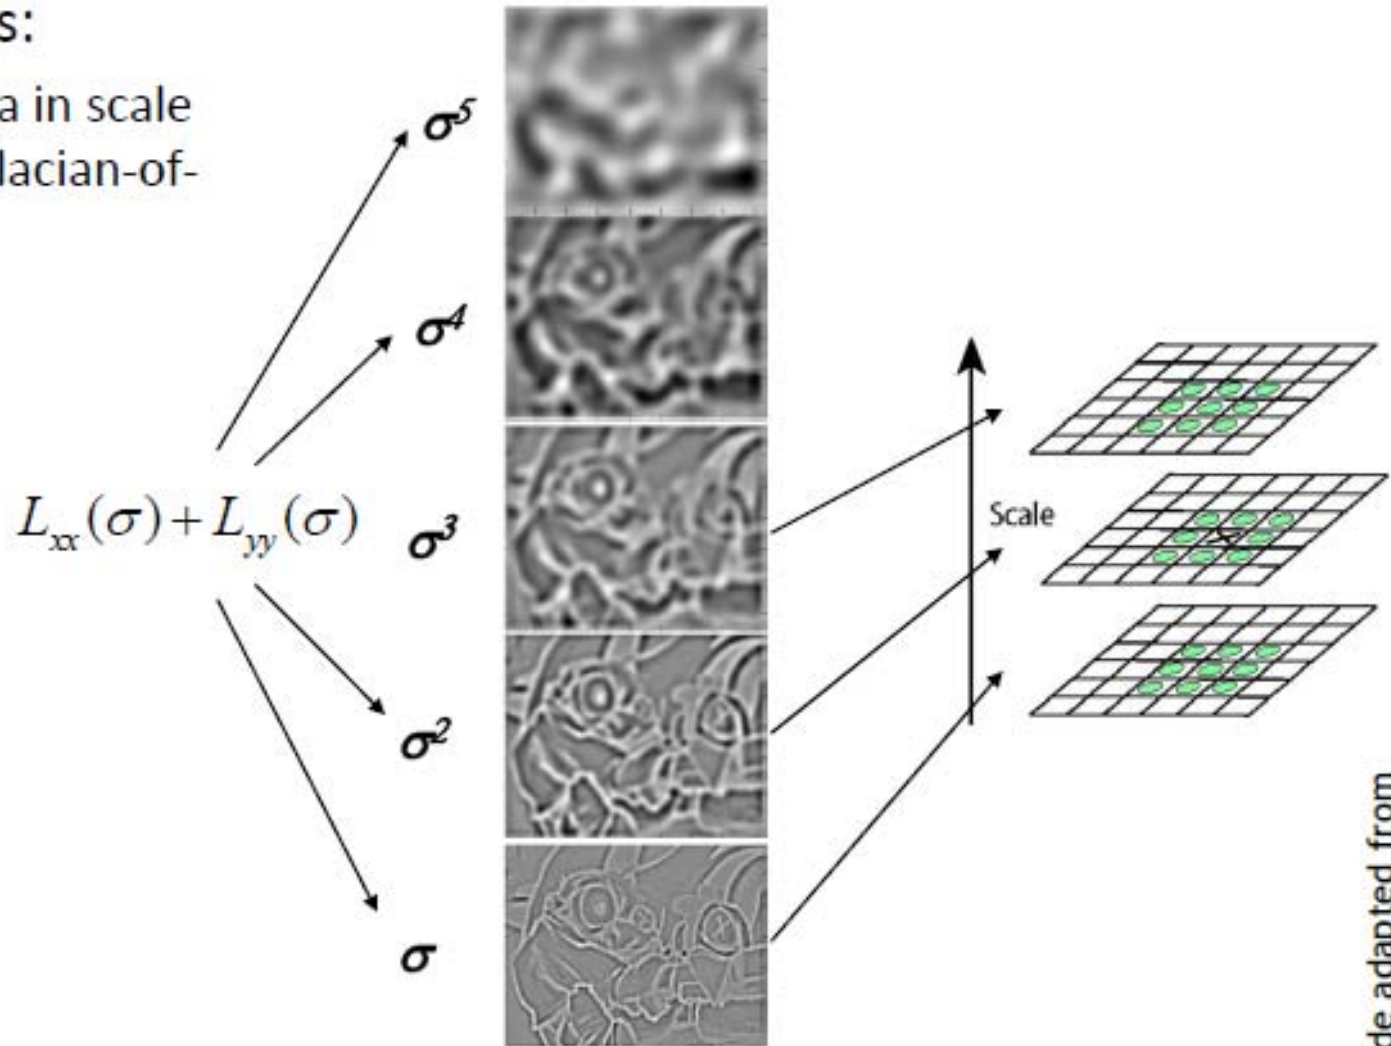 s:
a in scale
lacian-of-
σ⁵
σ⁴
L_xx(σ) + L_yy(σ)
σ³
Scale
σ²
σ
de adapted from